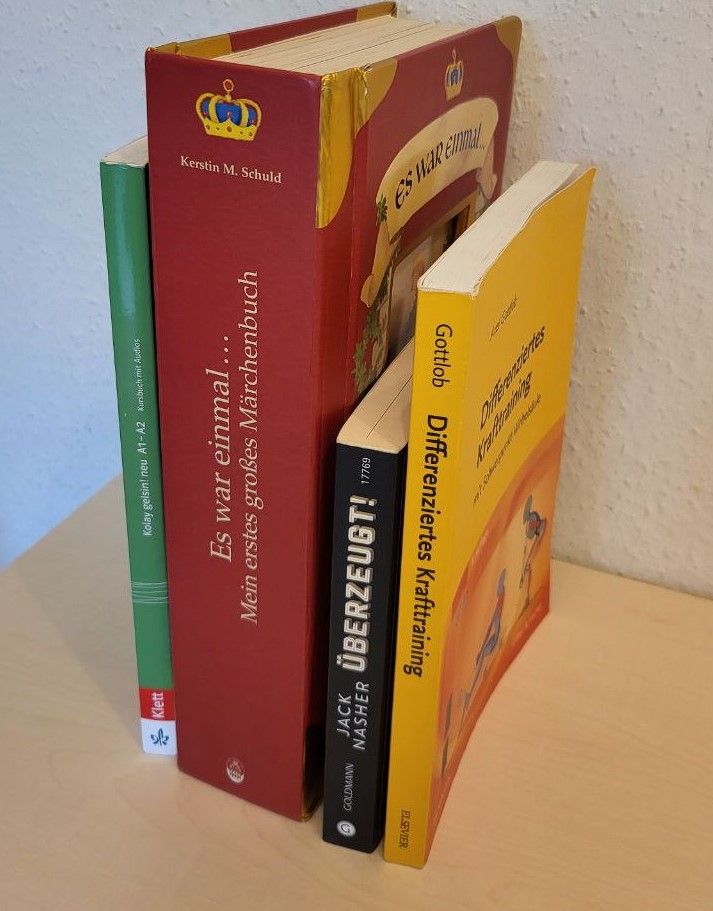 Kolay gelsin! neu A1 – A2 Kursbuch mit Audios
Klett
Kerstin M. Schuld
Es war einmal...
Mein erstes großes Märchenbuch
ES WAR EINMAL...
17769
ÜBERZEUGT!
JACK
NASHER
GOLDMANN
G
Gottlob Differenziertes Krafttraining
ELSEVIER
Axel Gottlob
Differenziertes
Krafttraining
mit Schwerpunkt Wirbelsäule